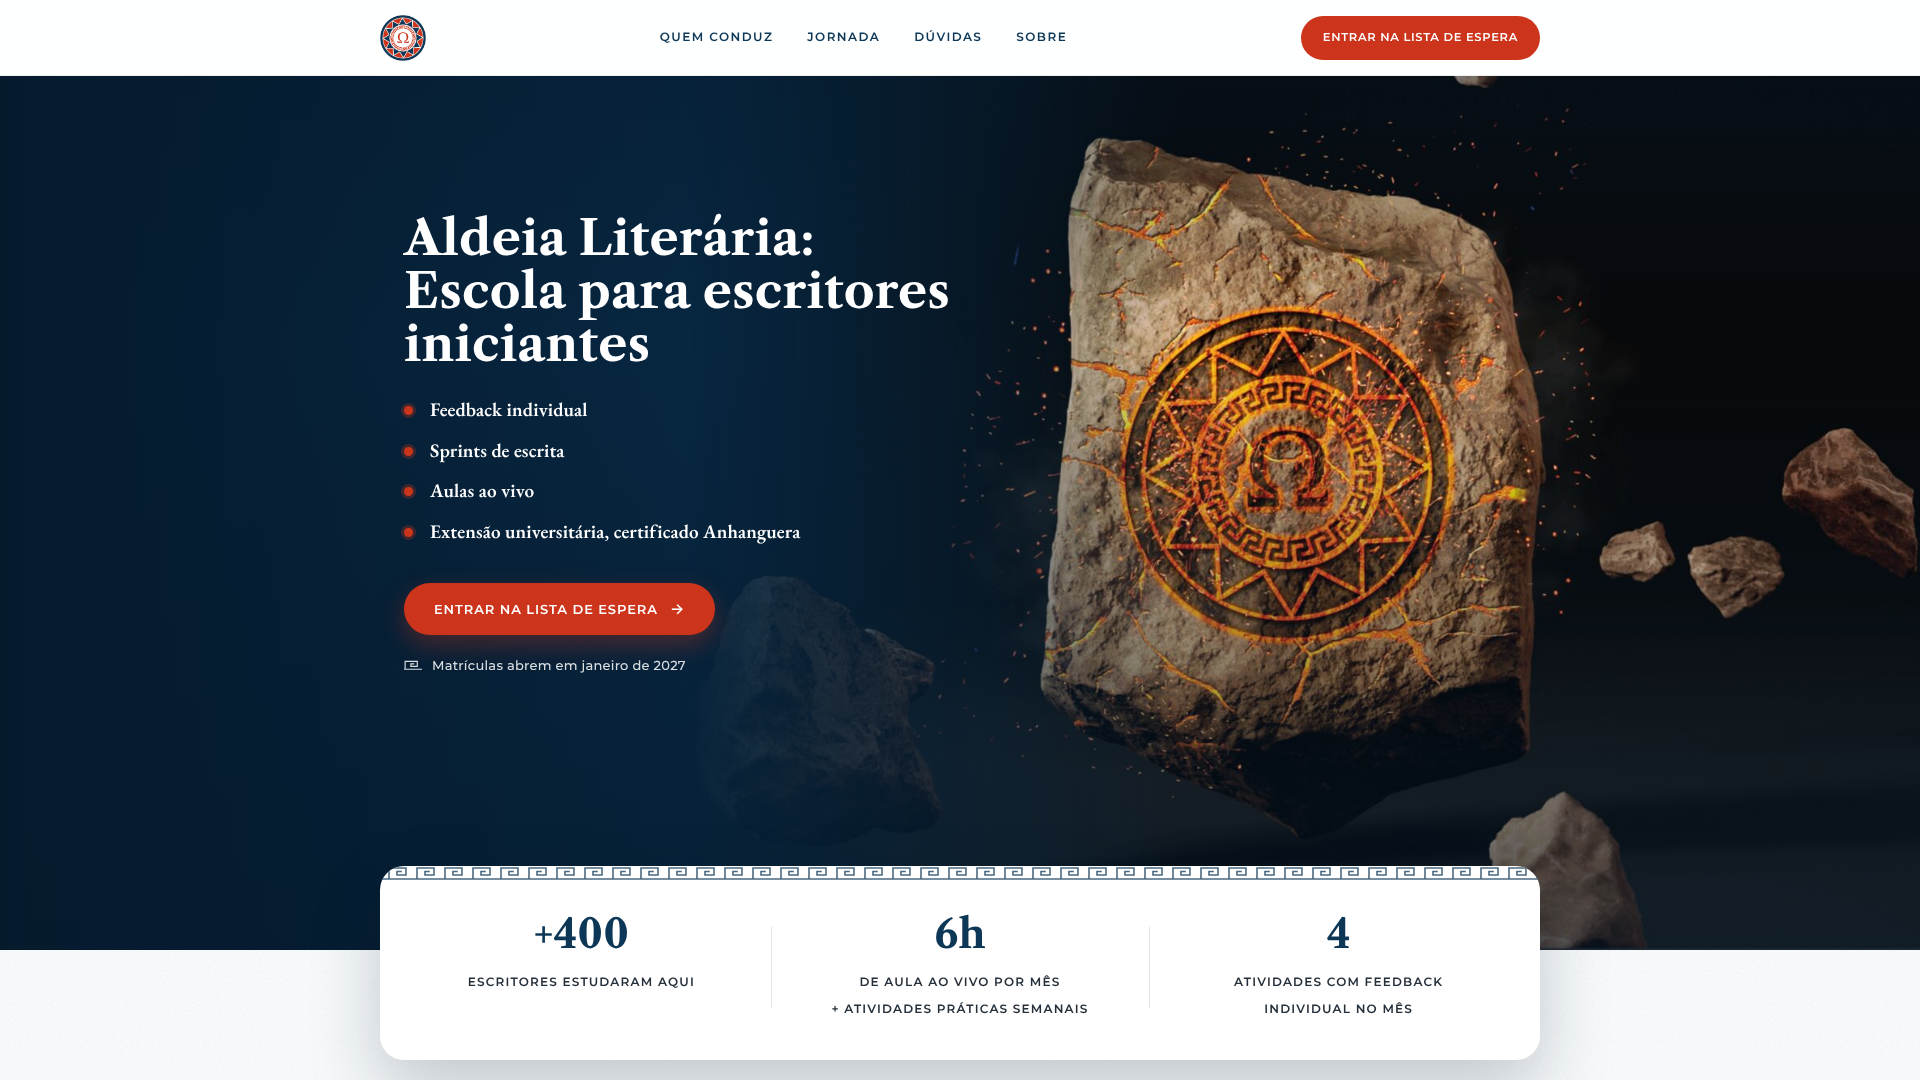 Ω
QUEM CONDUZ
JORNADA
DÚVIDAS
SOBRE
ENTRAR NA LISTA DE ESPERA
Aldeia Literária:
Escola para escritores
iniciantes
Feedback individual
Sprints de escrita
Aulas ao vivo
Extensão universitária, certificado Anhanguera
ENTRAR NA LISTA DE ESPERA →
Matrículas abrem em janeiro de 2027
Ω
+400
ESCRITORES ESTUDARAM AQUI
6h
DE AULA AO VIVO POR MÊS
+ ATIVIDADES PRÁTICAS SEMANAIS
4
ATIVIDADES COM FEEDBACK
INDIVIDUAL NO MÊS